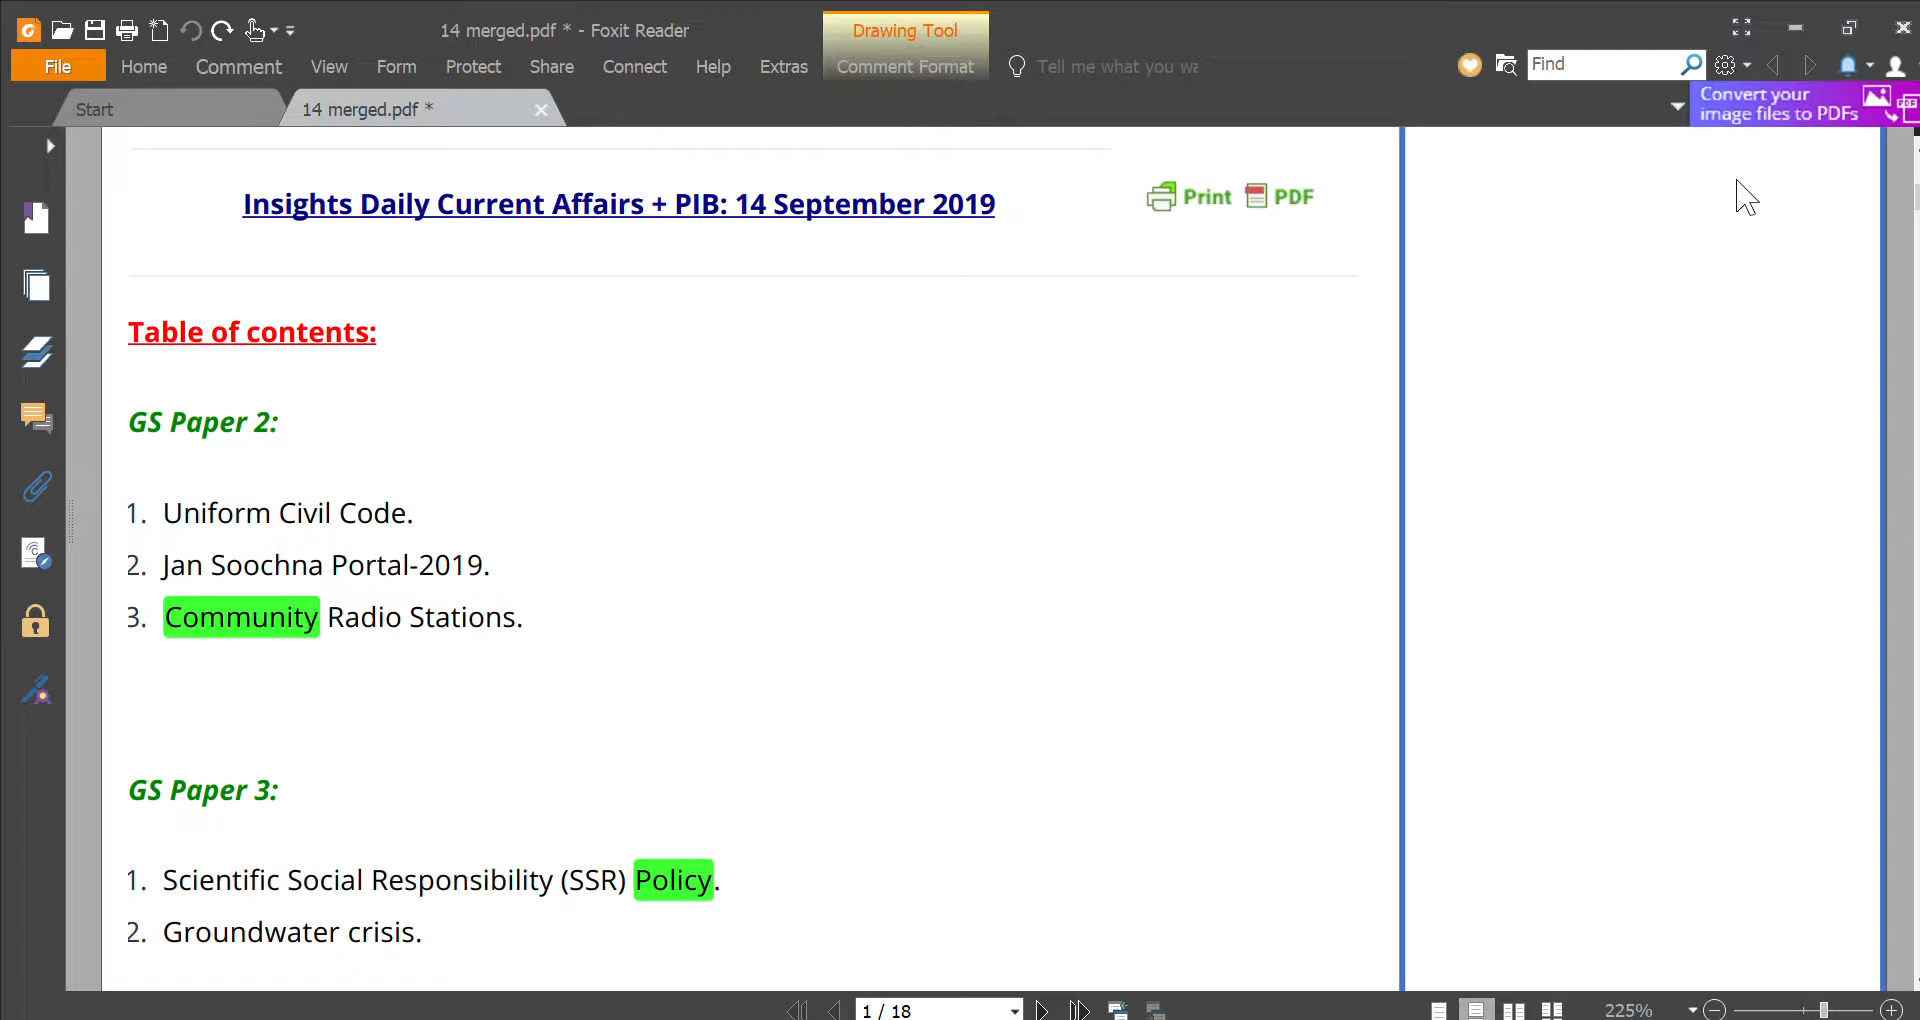 14 merged.pdf * - Foxit Reader
Drawing Tool
File Home Comment View Form Protect Share Connect Help Extras Comment Format Tell me what you wa Find
Start 14 merged.pdf *
Convert your
image files to PDFs
PDF
Insights Daily Current Affairs + PIB: 14 September 2019
Print PDF
Table of contents:
GS Paper 2:
1. Uniform Civil Code.
2. Jan Soochna Portal-2019.
3. Community Radio Stations.
GS Paper 3:
1. Scientific Social Responsibility (SSR) Policy.
2. Groundwater crisis.
1 / 18
225%